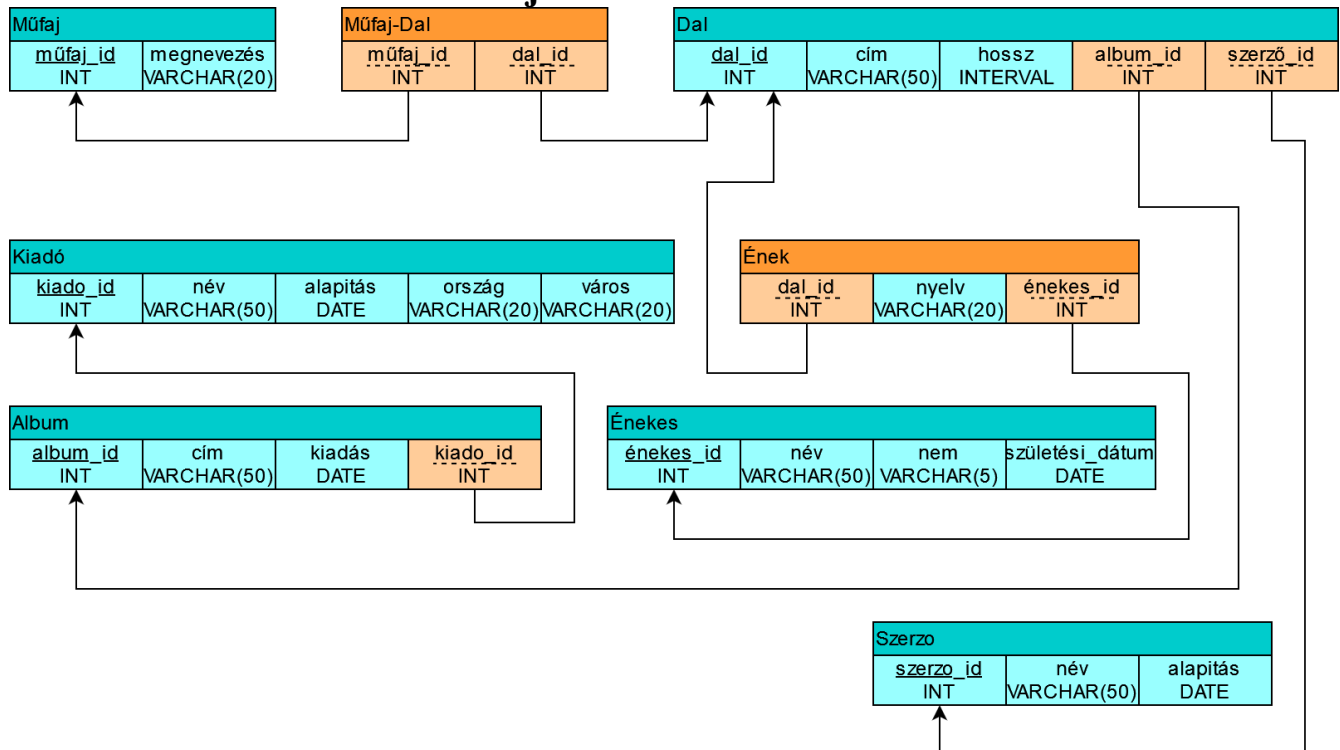 Műfaj
műfaj_id megnevezés
INT VARCHAR(20)
Műfaj-Dal
műfaj_id dal_id
INT INT
Dal
dal_id cím hossz album_id szerző_id
INT VARCHAR(50) INTERVAL INT INT
Kiadó
kiado_id név alapitás ország város
INT VARCHAR(50) DATE VARCHAR(20) VARCHAR(20)
Ének
dal_id nyelv énekes_id
INT VARCHAR(20) INT
Album
album_id cím kiadás kiado_id
INT VARCHAR(50) DATE INT
Énekes
énekes_id név nem születési_dátum
INT VARCHAR(50) VARCHAR(5) DATE
Szerzo
szerzo_id név alapitás
INT VARCHAR(50) DATE